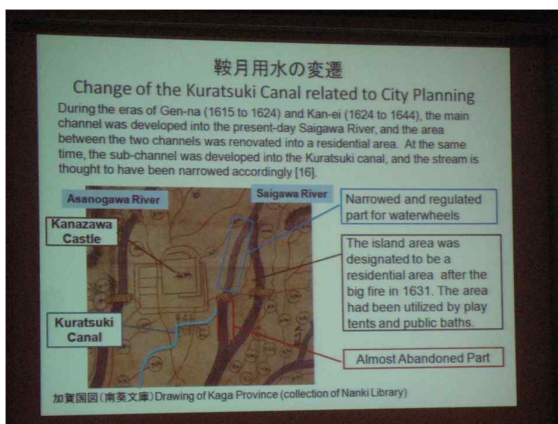 鞍月用水の変遷
Change of the Kuratsuki Canal related to City Planning
During the eras of Gen-na (1615 to 1624) and Kan-ei (1624 to 1644), the main
channel was developed into the present-day Saigawa River, and the area
between the two channels was renovated into a residential area. At the same
time, the sub-channel was developed into the Kuratsuki canal, and the stream is
thought to have been narrowed accordingly [16].
Asanogawa River
Saigawa River
Kanazawa
Castle
Narrowed and regulated
part for waterwheels
The island area was
designated to be a
residential area after the
big fire in 1631. The area
had been utilized by play
tents and public baths.
Kuratsuki
Canal
Almost Abandoned Part
加賀国図(南葵文庫)Drawing of Kaga Province (collection of Nanki Library)